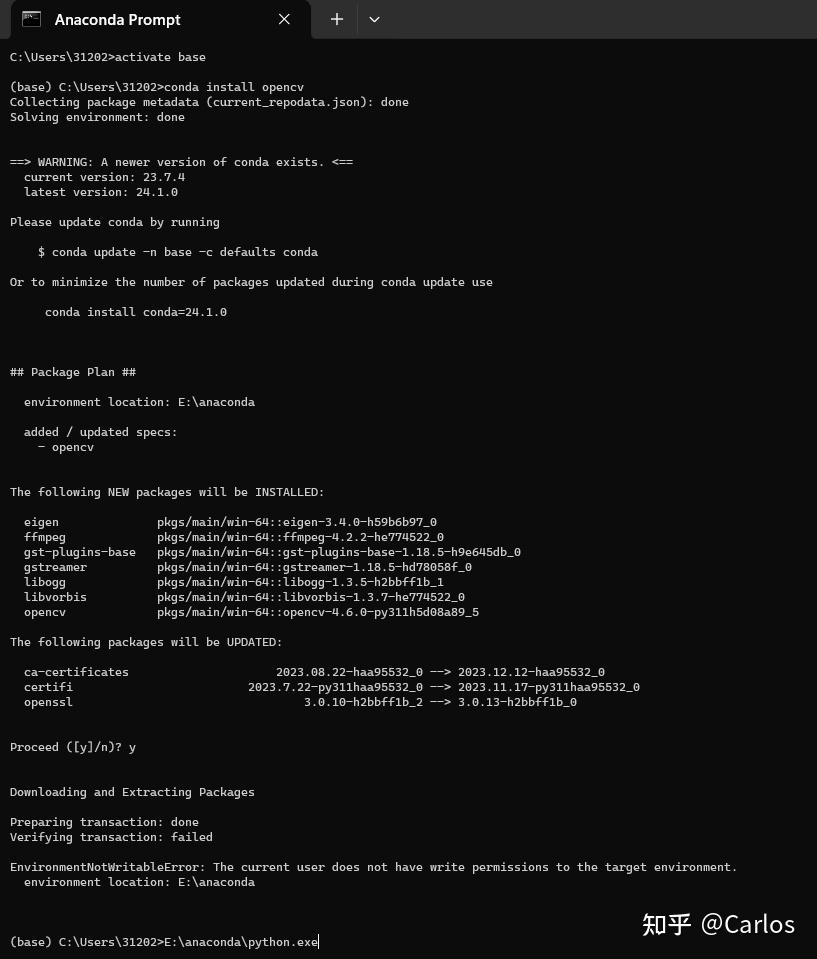 Anaconda Prompt
C:\Users\31202>activate base
(base) C:\Users\31202>conda install opencv
Collecting package metadata (current_repodata.json): done
Solving environment: done
==> WARNING: A newer version of conda exists. <==
current version: 23.7.4
latest version: 24.1.0
Please update conda by running
$ conda update -n base -c defaults conda
Or to minimize the number of packages updated during conda update use
conda install conda=24.1.0
## Package Plan ##
environment location: E:\anaconda
added / updated specs:
- opencv
The following NEW packages will be INSTALLED:
eigen pkgs/main/win-64::eigen-3.4.0-h59b6b97_0
ffmpeg pkgs/main/win-64::ffmpeg-4.2.2-he774522_0
gst-plugins-base pkgs/main/win-64::gst-plugins-base-1.18.5-h9e645db_0
gstreamer pkgs/main/win-64::gstreamer-1.18.5-hd78058f_0
libogg pkgs/main/win-64::libogg-1.3.5-h2bbff1b_1
libvorbis pkgs/main/win-64::libvorbis-1.3.7-he774522_0
opencv pkgs/main/win-64::opencv-4.6.0-py311h5d08a89_5
The following packages will be UPDATED:
ca-certificates 2023.08.22-haa95532_0 --> 2023.12.12-haa95532_0
certifi 2023.7.22-py311haa95532_0 --> 2023.11.17-py311haa95532_0
openssl 3.0.10-h2bbff1b_2 --> 3.0.13-h2bbff1b_0
Proceed ([y]/n)? y
Downloading and Extracting Packages
Preparing transaction: done
Verifying transaction: failed
EnvironmentNotWritableError: The current user does not have write permissions to the target environment.
environment location: E:\anaconda
(base) C:\Users\31202>E:\anaconda\python.exe
知乎 @Carlos